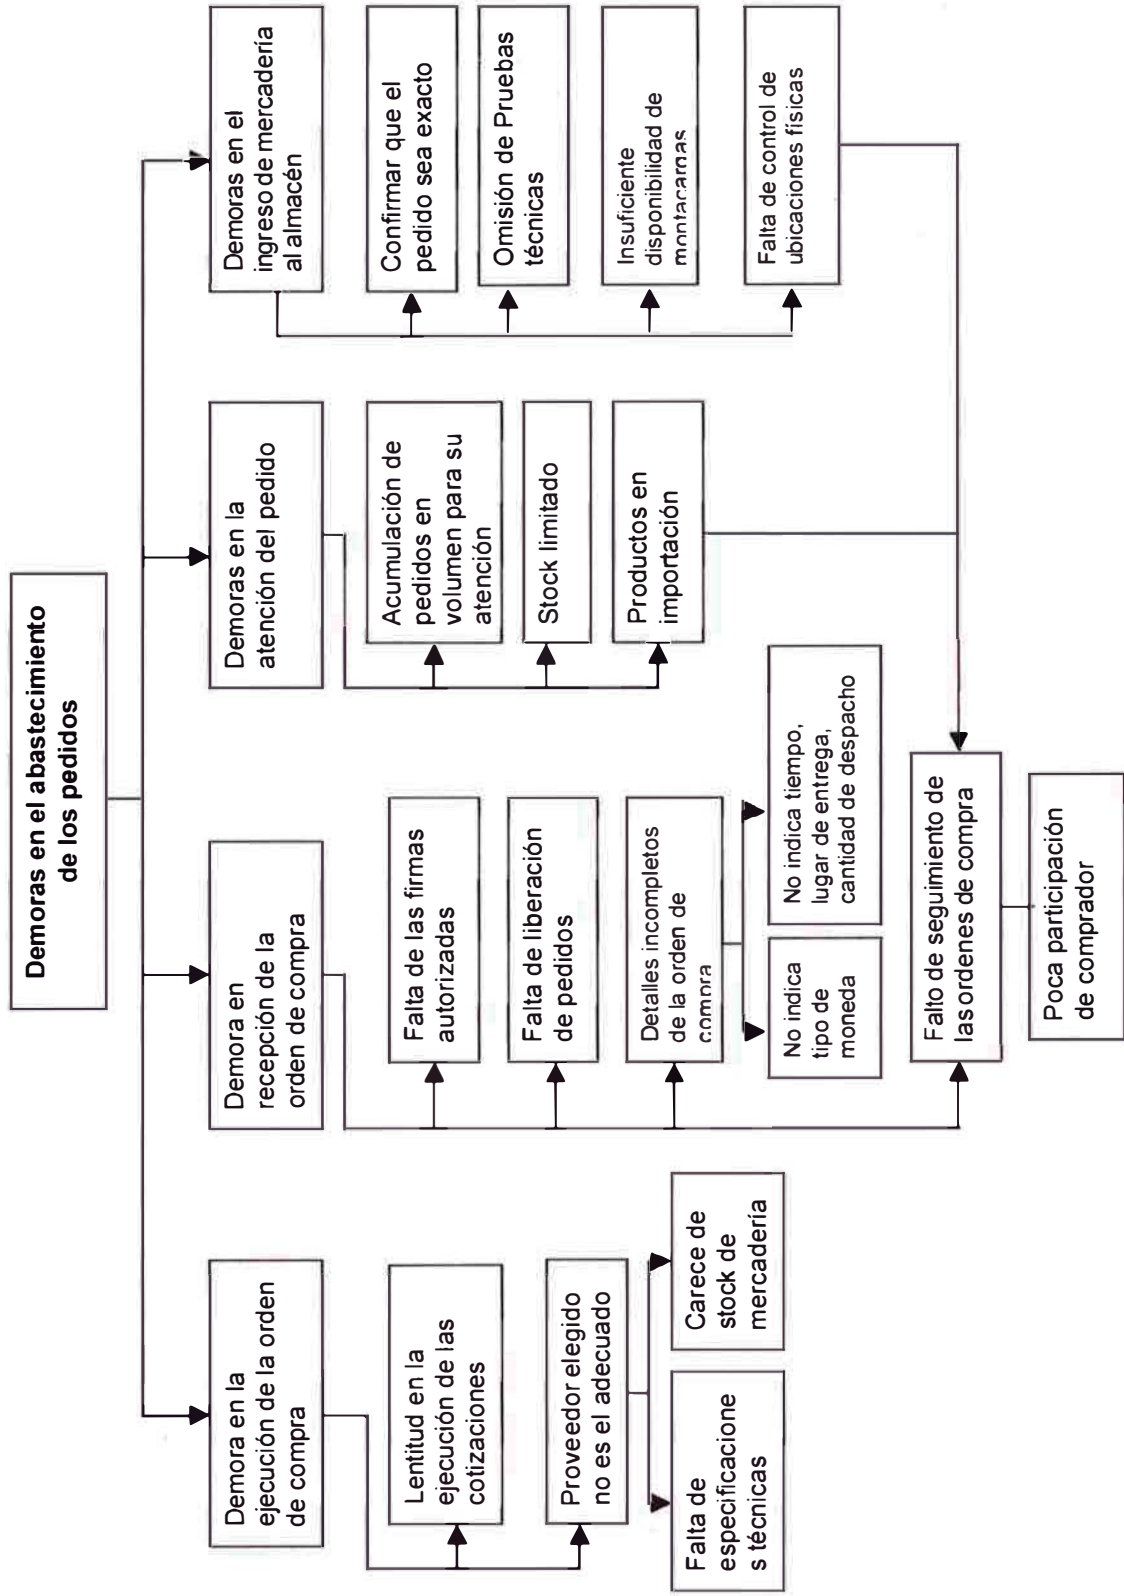 Demoras en el abastecimiento
de los pedidos
Demora en la
ejecución de la orden
de compra
Lentitud en la
ejecución de las
cotizaciones
Proveedor elegido
no es el adecuado
Falta de
especificacione
s técnicas
Carece de
stock de
mercadería
Demora en
recepción de la
orden de compra
Falta de las firmas
autorizadas
Falta de liberación
de pedidos
Detalles incompletos
de la orden de
compra
No indica
tipo de
moneda
No indica tiempo,
lugar de entrega,
cantidad de despacho
Falto de seguimiento de
las ordenes de compra
Poca participación
de comprador
Demoras en la
atención del pedido
Acumulación de
pedidos en
volumen para su
atención
Stock limitado
Productos en
importación
Demoras en el
ingreso de mercadería
al almacén
Confirmar que el
pedido sea exacto
Omisión de Pruebas
técnicas
Insuficiente
disponibilidad de
montacargas
Falta de control de
ubicaciones físicas